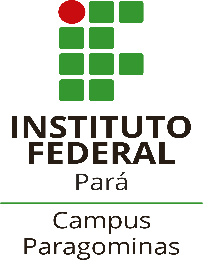 INSTITUTO
FEDERAL
Pará
Campus
Paragominas